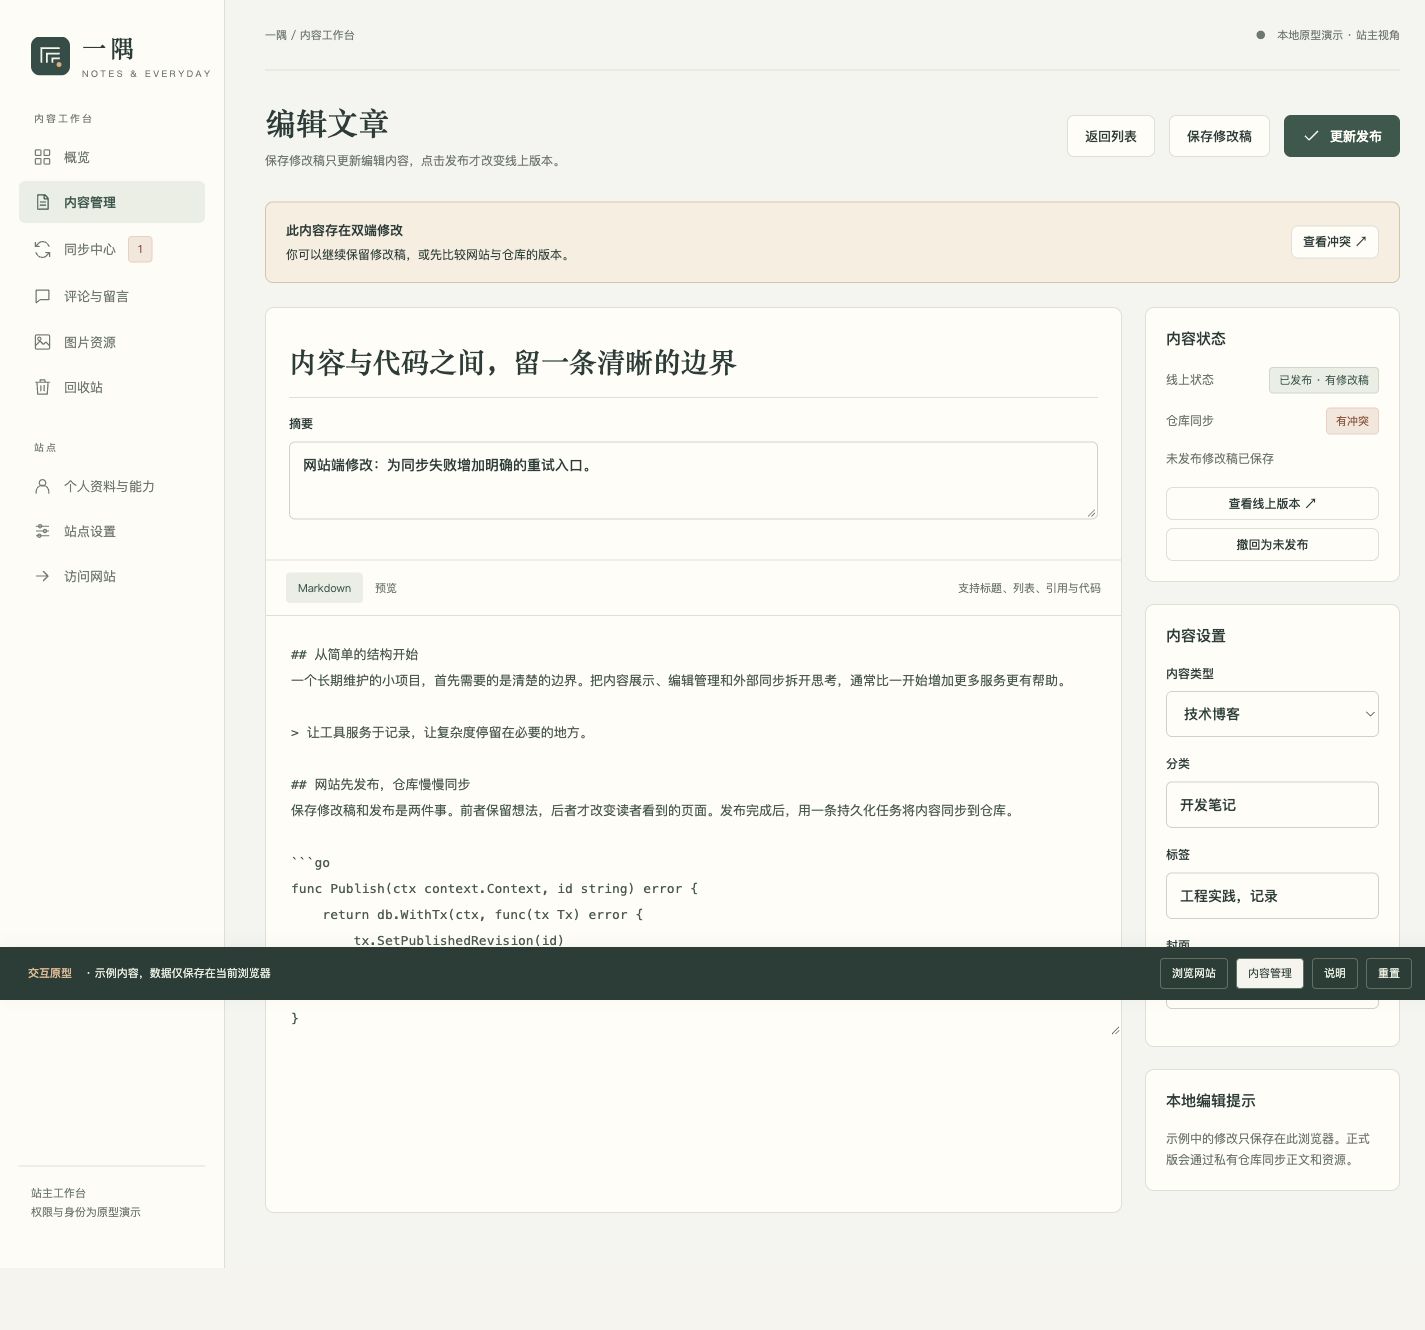 一隅
NOTES & EVERYDAY
内容工作台
概览
内容管理
同步中心 1
评论与留言
图片资源
回收站
站点
个人资料与能力
站点设置
访问网站
站主工作台
权限与身份为原型演示
一隅 / 内容工作台
本地原型演示 · 站主视角
编辑文章
保存修改稿只更新编辑内容，点击发布才改变线上版本。
返回列表
保存修改稿
更新发布
此内容存在双端修改
你可以继续保留修改稿，或先比较网站与仓库的版本。
查看冲突 ↗
内容与代码之间，留一条清晰的边界
摘要
网站端修改：为同步失败增加明确的重试入口。
Markdown 预览 支持标题、列表、引用与代码
## 从简单的结构开始
一个长期维护的小项目，首先需要的是清楚的边界。把内容展示、编辑管理和外部同步拆开思考，通常比一开始增加更多服务更有帮助。
> 让工具服务于记录，让复杂度停留在必要的地方。
## 网站先发布，仓库慢慢同步
保存修改稿和发布是两件事。前者保留想法，后者才改变读者看到的页面。发布完成后，用一条持久化任务将内容同步到仓库。
```go
func Publish(ctx context.Context, id string) error {
    return db.WithTx(ctx, func(tx Tx) error {
        tx.SetPublishedRevision(id)
}
内容状态
线上状态 已发布 · 有修改稿
仓库同步 有冲突
未发布修改稿已保存
查看线上版本 ↗
撤回为未发布
内容设置
内容类型
技术博客
分类
开发笔记
标签
工程实践，记录
封面
本地编辑提示
示例中的修改只保存在此浏览器。正式
版会通过私有仓库同步正文和资源。
交互原型 · 示例内容，数据仅保存在当前浏览器
浏览网站 内容管理 说明 重置